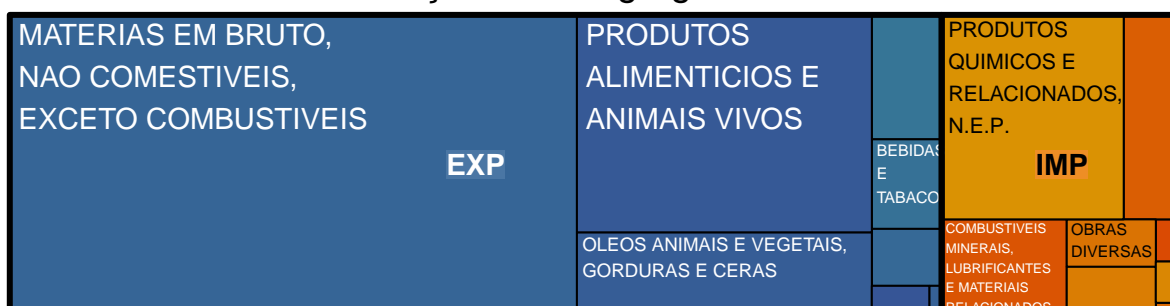 MATERIAS EM BRUTO,
NAO COMESTIVEIS,
EXCETO COMBUSTIVEIS
EXP
PRODUTOS
ALIMENTICIOS E
ANIMAIS VIVOS
OLEOS ANIMAIS E VEGETAIS,
GORDURAS E CERAS
BEBIDAS
E
TABACO
PRODUTOS
QUIMICOS E
RELACIONADOS,
N.E.P.
IMP
COMBUSTIVEIS
MINERAIS,
LUBRIFICANTES
E MATERIAIS
RELACIONADOS
OBRAS
DIVERSAS